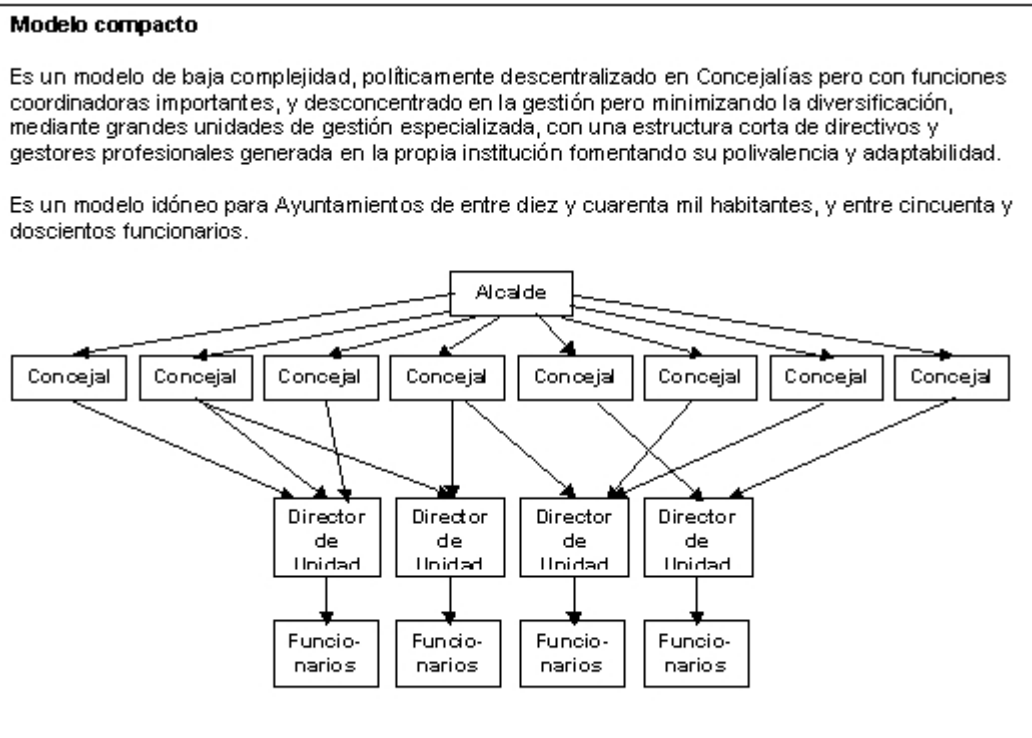 Modelo compacto
Es un modelo de baja complejidad, políticamente descentralizado en Concejalías pero con funciones
coordinadoras importantes, y desconcentrado en la gestión pero minimizando la diversificación,
mediante grandes unidades de gestión especializada, con una estructura corta de directivos y
gestores profesionales generada en la propia institución fomentando su polivalencia y adaptabilidad.
Es un modelo idóneo para Ayuntamientos de entre diez y cuarenta mil habitantes, y entre cincuenta y
doscientos funcionarios.
Alcalde
Concejal Concejal Concejal Concejal Concejal Concejal Concejal Concejal
Director Director Director Director
de de de de
Unidad Unidad Unidad Unidad
Funcio- Funcio- Funcio- Funcio-
narios narios narios narios